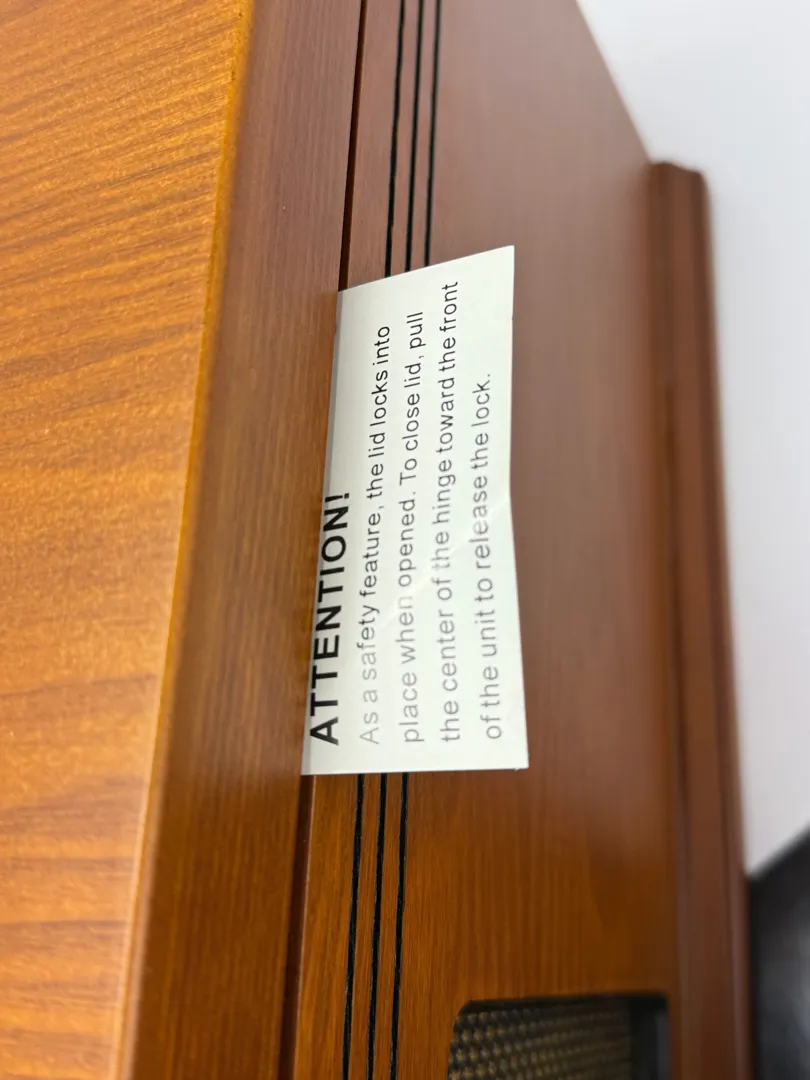 ATTENTION!
As a safety feature, the lid locks into
place when opened. To close lid, pull
the center of the hinge toward the front
of the unit to release the lock.